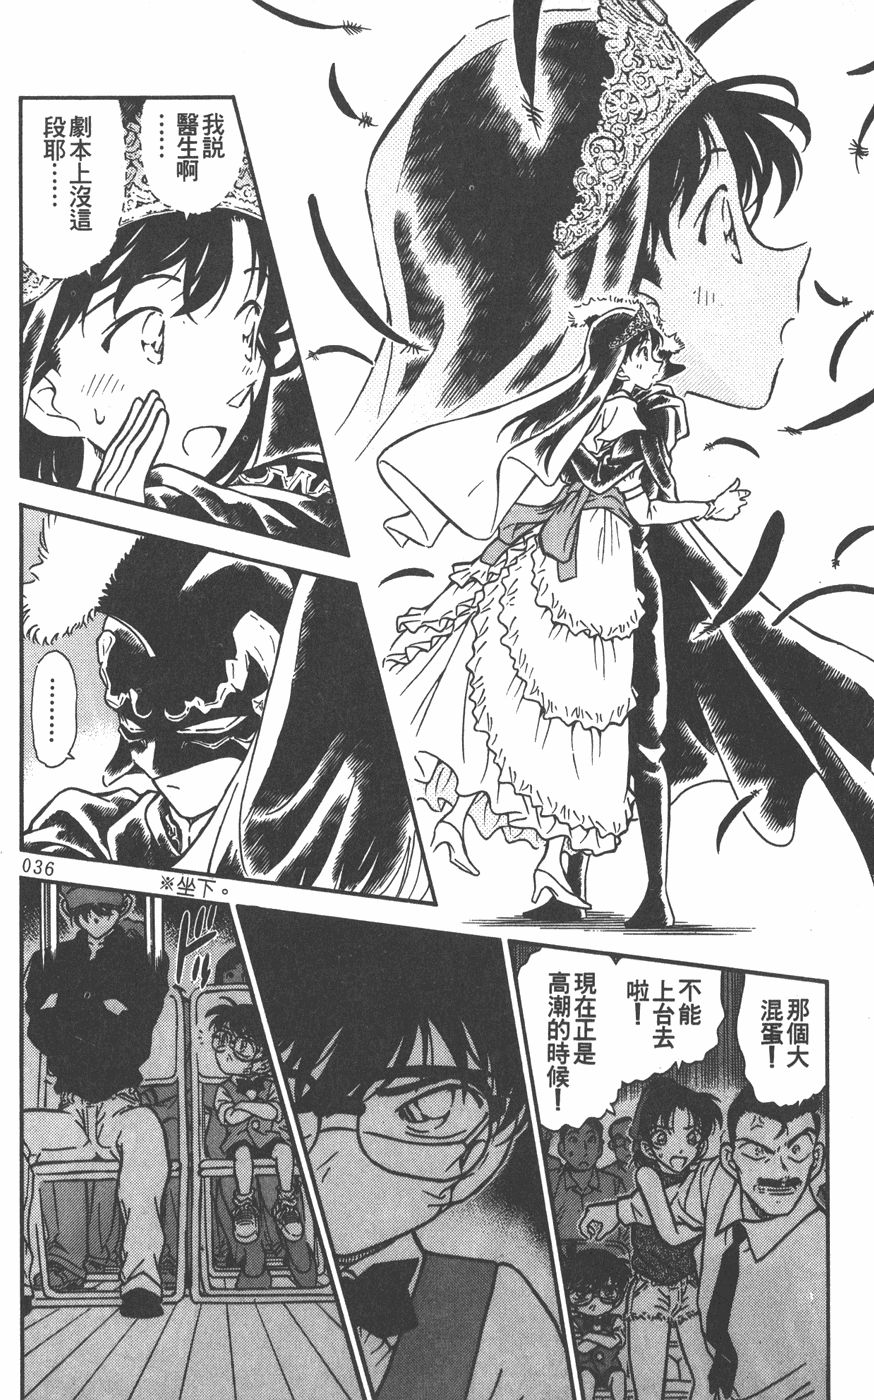 我說
醫生啊
……
劇本上沒這
段耶……
………
036
※坐下。
那個大
混蛋！
不能
上台去
啦！
現在正是
高潮的時候！